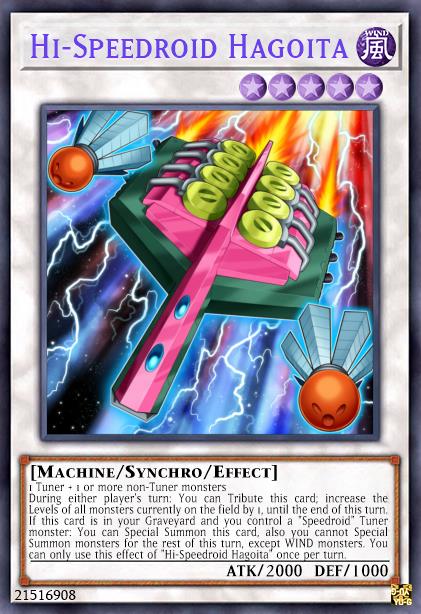 HI-SPEEDROID HAGOITA
WIND
風
[MACHINE/SYNCHRO/EFFECT]
1 Tuner + 1 or more non-Tuner monsters
During either player's turn: You can Tribute this card; increase the
Levels of all monsters currently on the field by 1, until the end of this turn.
If this card is in your Graveyard and you control a "Speedroid" Tuner
monster: You can Special Summon this card, also you cannot Special
Summon monsters for the rest of this turn, except WIND monsters. You
can only use this effect of "Hi-Speedroid Hagoita" once per turn.
ATK/2000 DEF/1000
21516908